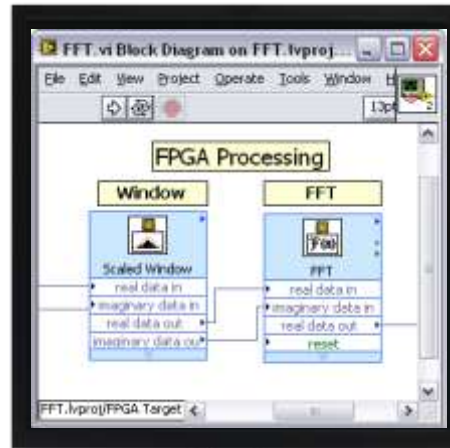 FFT.vi Block Diagram on FFT.lvproj...
File Edit View Project Operate Tools Window H
13pt
2
FPGA Processing
Window
FFT
Scaled Window
real data in
imaginary data in
real data out
imaginary data out
F(ω)
FFT
real data in
imaginary data in
real data out
reset
FFT.lvproj/FPGA Target